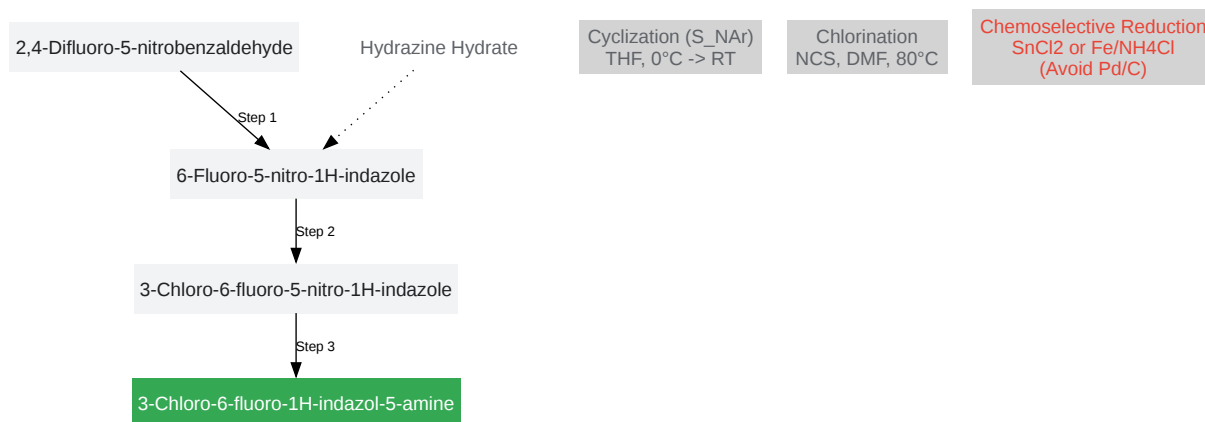 2,4-Difluoro-5-nitrobenzaldehyde
Hydrazine Hydrate
Cyclization (S_NAr)
THF, 0°C -> RT
Chlorination
NCS, DMF, 80°C
Chemoselective Reduction
SnCl2 or Fe/NH4Cl
(Avoid Pd/C)
Step 1
6-Fluoro-5-nitro-1H-indazole
Step 2
3-Chloro-6-fluoro-5-nitro-1H-indazole
Step 3
3-Chloro-6-fluoro-1H-indazol-5-amine